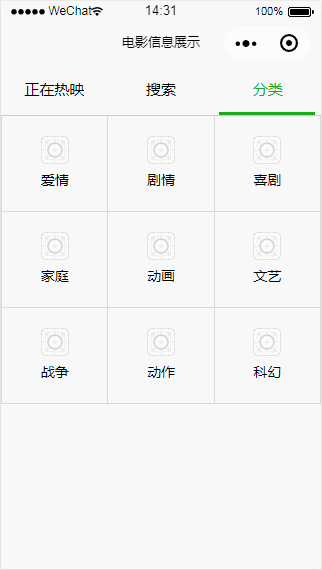 WeChat 14:31 100%
电影信息展示
正在热映 搜索 分类
爱情 剧情 喜剧
家庭 动画 文艺
战争 动作 科幻